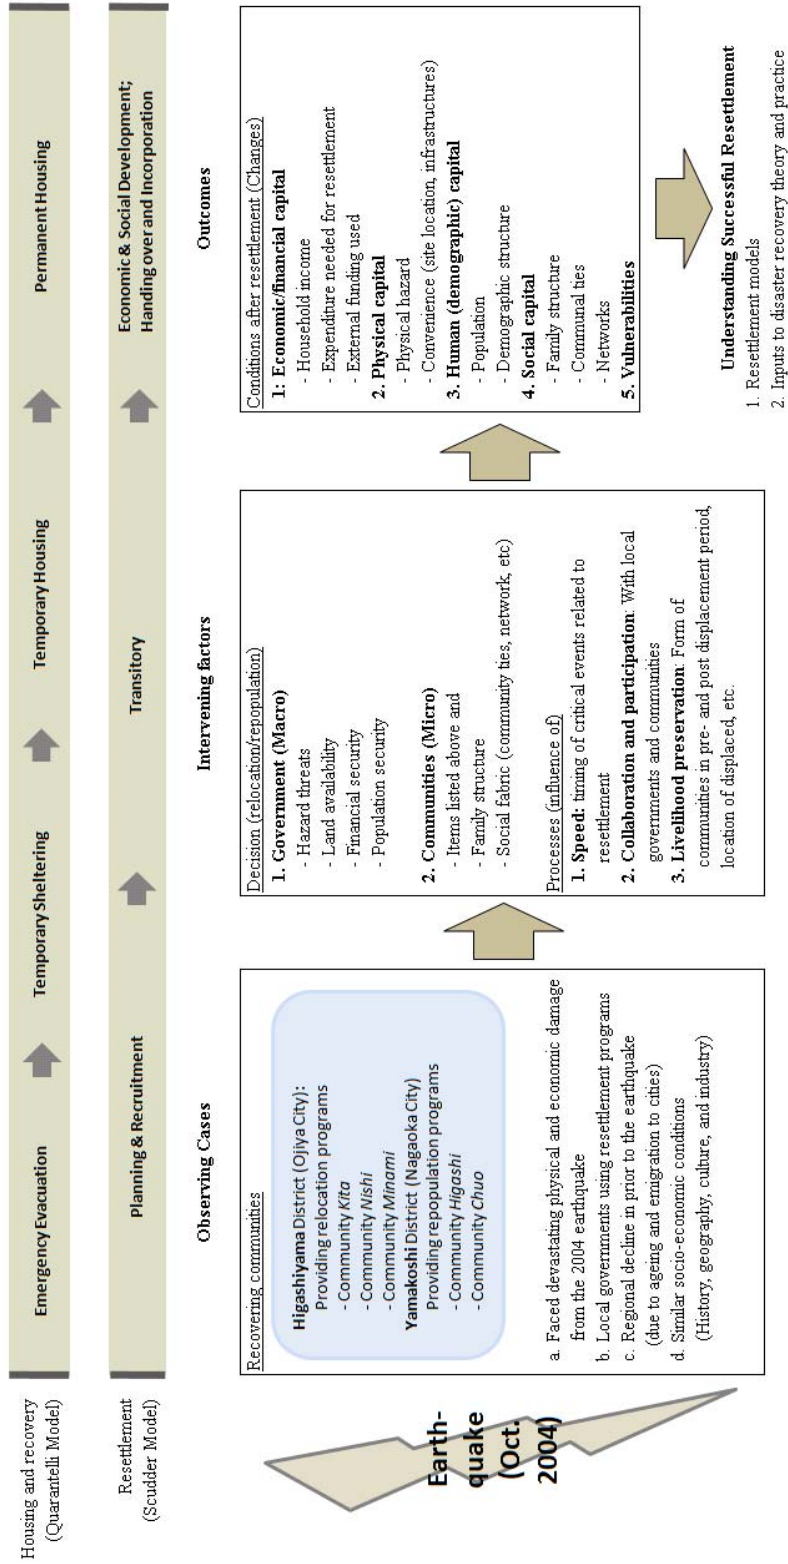 Housing and recovery
(Quarantelli Model)
Emergency Evacuation
Temporary Sheltering
Temporary Housing
Permanent Housing
Resettlement
(Scudder Model)
Planning & Recruitment
Transitory
Economic & Social Development;
Handing over and Incorporation
Earth-
quake
(Oct.
2004)
Observing Cases
Recovering communities
Higashiyama District (Ojiya City):
Providing relocation programs
- Community Kita
- Community Nishi
- Community Minami
Yamakoshi District (Nagaoka City)
Providing repopulation programs
- Community Higashi
- Community Chuo
a. Faced devastating physical and economic damage
from the 2004 earthquake
b. Local governments using resettlement programs
c. Regional decline in prior to the earthquake
(due to ageing and emigration to cities)
d. Similar socio-economic conditions
(History, geography, culture, and industry)
Intervening factors
Decision (relocation/repopulation)
1. Government (Macro)
- Hazard threats
- Land availability
- Financial security
- Population security
2. Communities (Micro)
- Items listed above and
- Family structure
- Social fabric (community ties, network, etc)
Processes (influence of)
1. Speed: timing of critical events related to
resettlement
2. Collaboration and participation: With local
governments and communities
3. Livelihood preservation: Form of
communities in pre- and post displacement period,
location of displaced, etc.
Outcomes
Conditions after resettlement (Changes)
1: Economic/financial capital
- Household income
- Expenditure needed for resettlement
- External funding used
2. Physical capital
- Physical hazard
- Convenience (site location, infrastructures)
3. Human (demographic) capital
- Population
- Demographic structure
4. Social capital
- Family structure
- Communal ties
- Networks
5. Vulnerabilities
Understanding Successful Resettlement
1. Resettlement models
2. Inputs to disaster recovery theory and practice